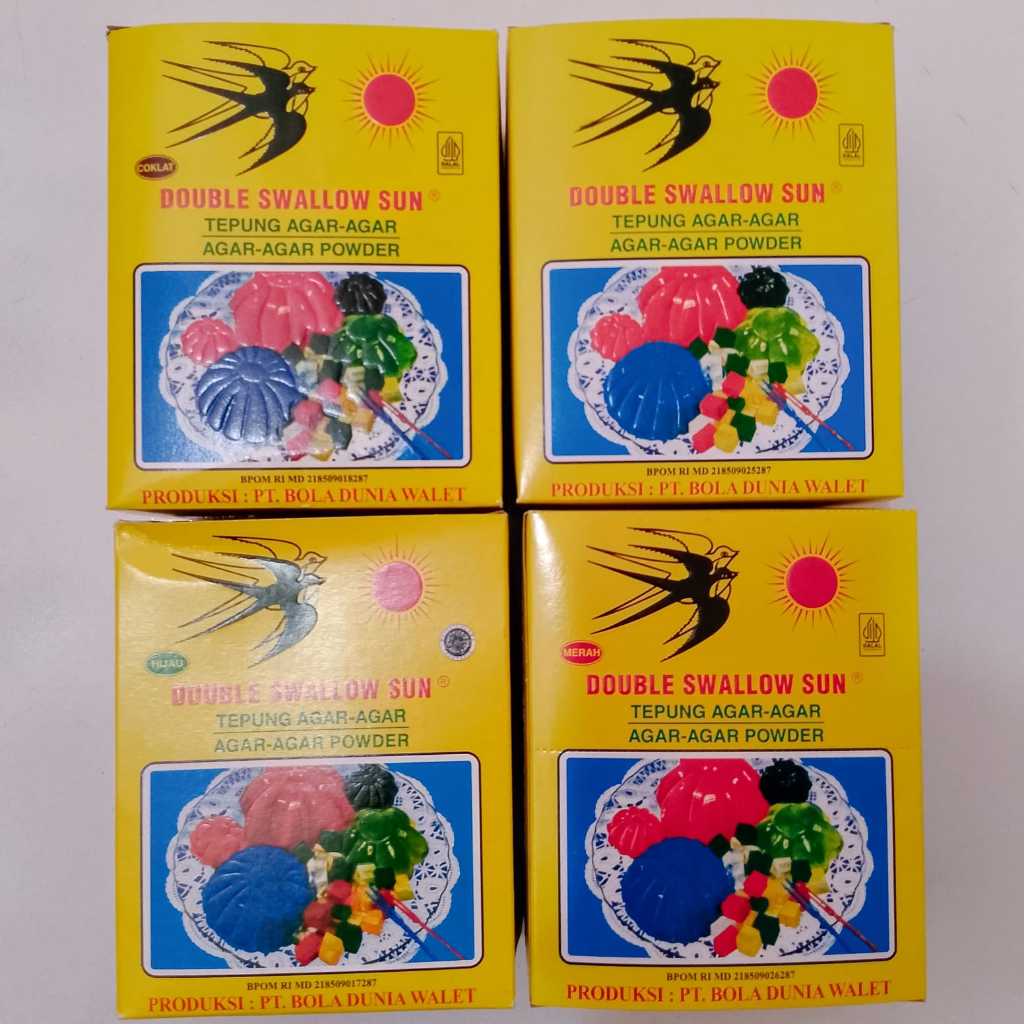 COKLAT
HALAL
DOUBLE SWALLOW SUN ®
TEPUNG AGAR-AGAR
AGAR-AGAR POWDER
BPOM RI MD 218509018287
PRODUKSI : PT. BOLA DUNIA WALET
HALAL
DOUBLE SWALLOW SUN ®
TEPUNG AGAR-AGAR
AGAR-AGAR POWDER
BPOM RI MD 218509025287
PRODUKSI : PT. BOLA DUNIA WALET
HIJAU
DOUBLE SWALLOW SUN ®
TEPUNG AGAR-AGAR
AGAR-AGAR POWDER
BPOM RI MD 218509017287
PRODUKSI : PT. BOLA DUNIA WALET
MERAH
HALAL
DOUBLE SWALLOW SUN ®
TEPUNG AGAR-AGAR
AGAR-AGAR POWDER
BPOM RI MD 218509026287
PRODUKSI : PT. BOLA DUNIA WALET